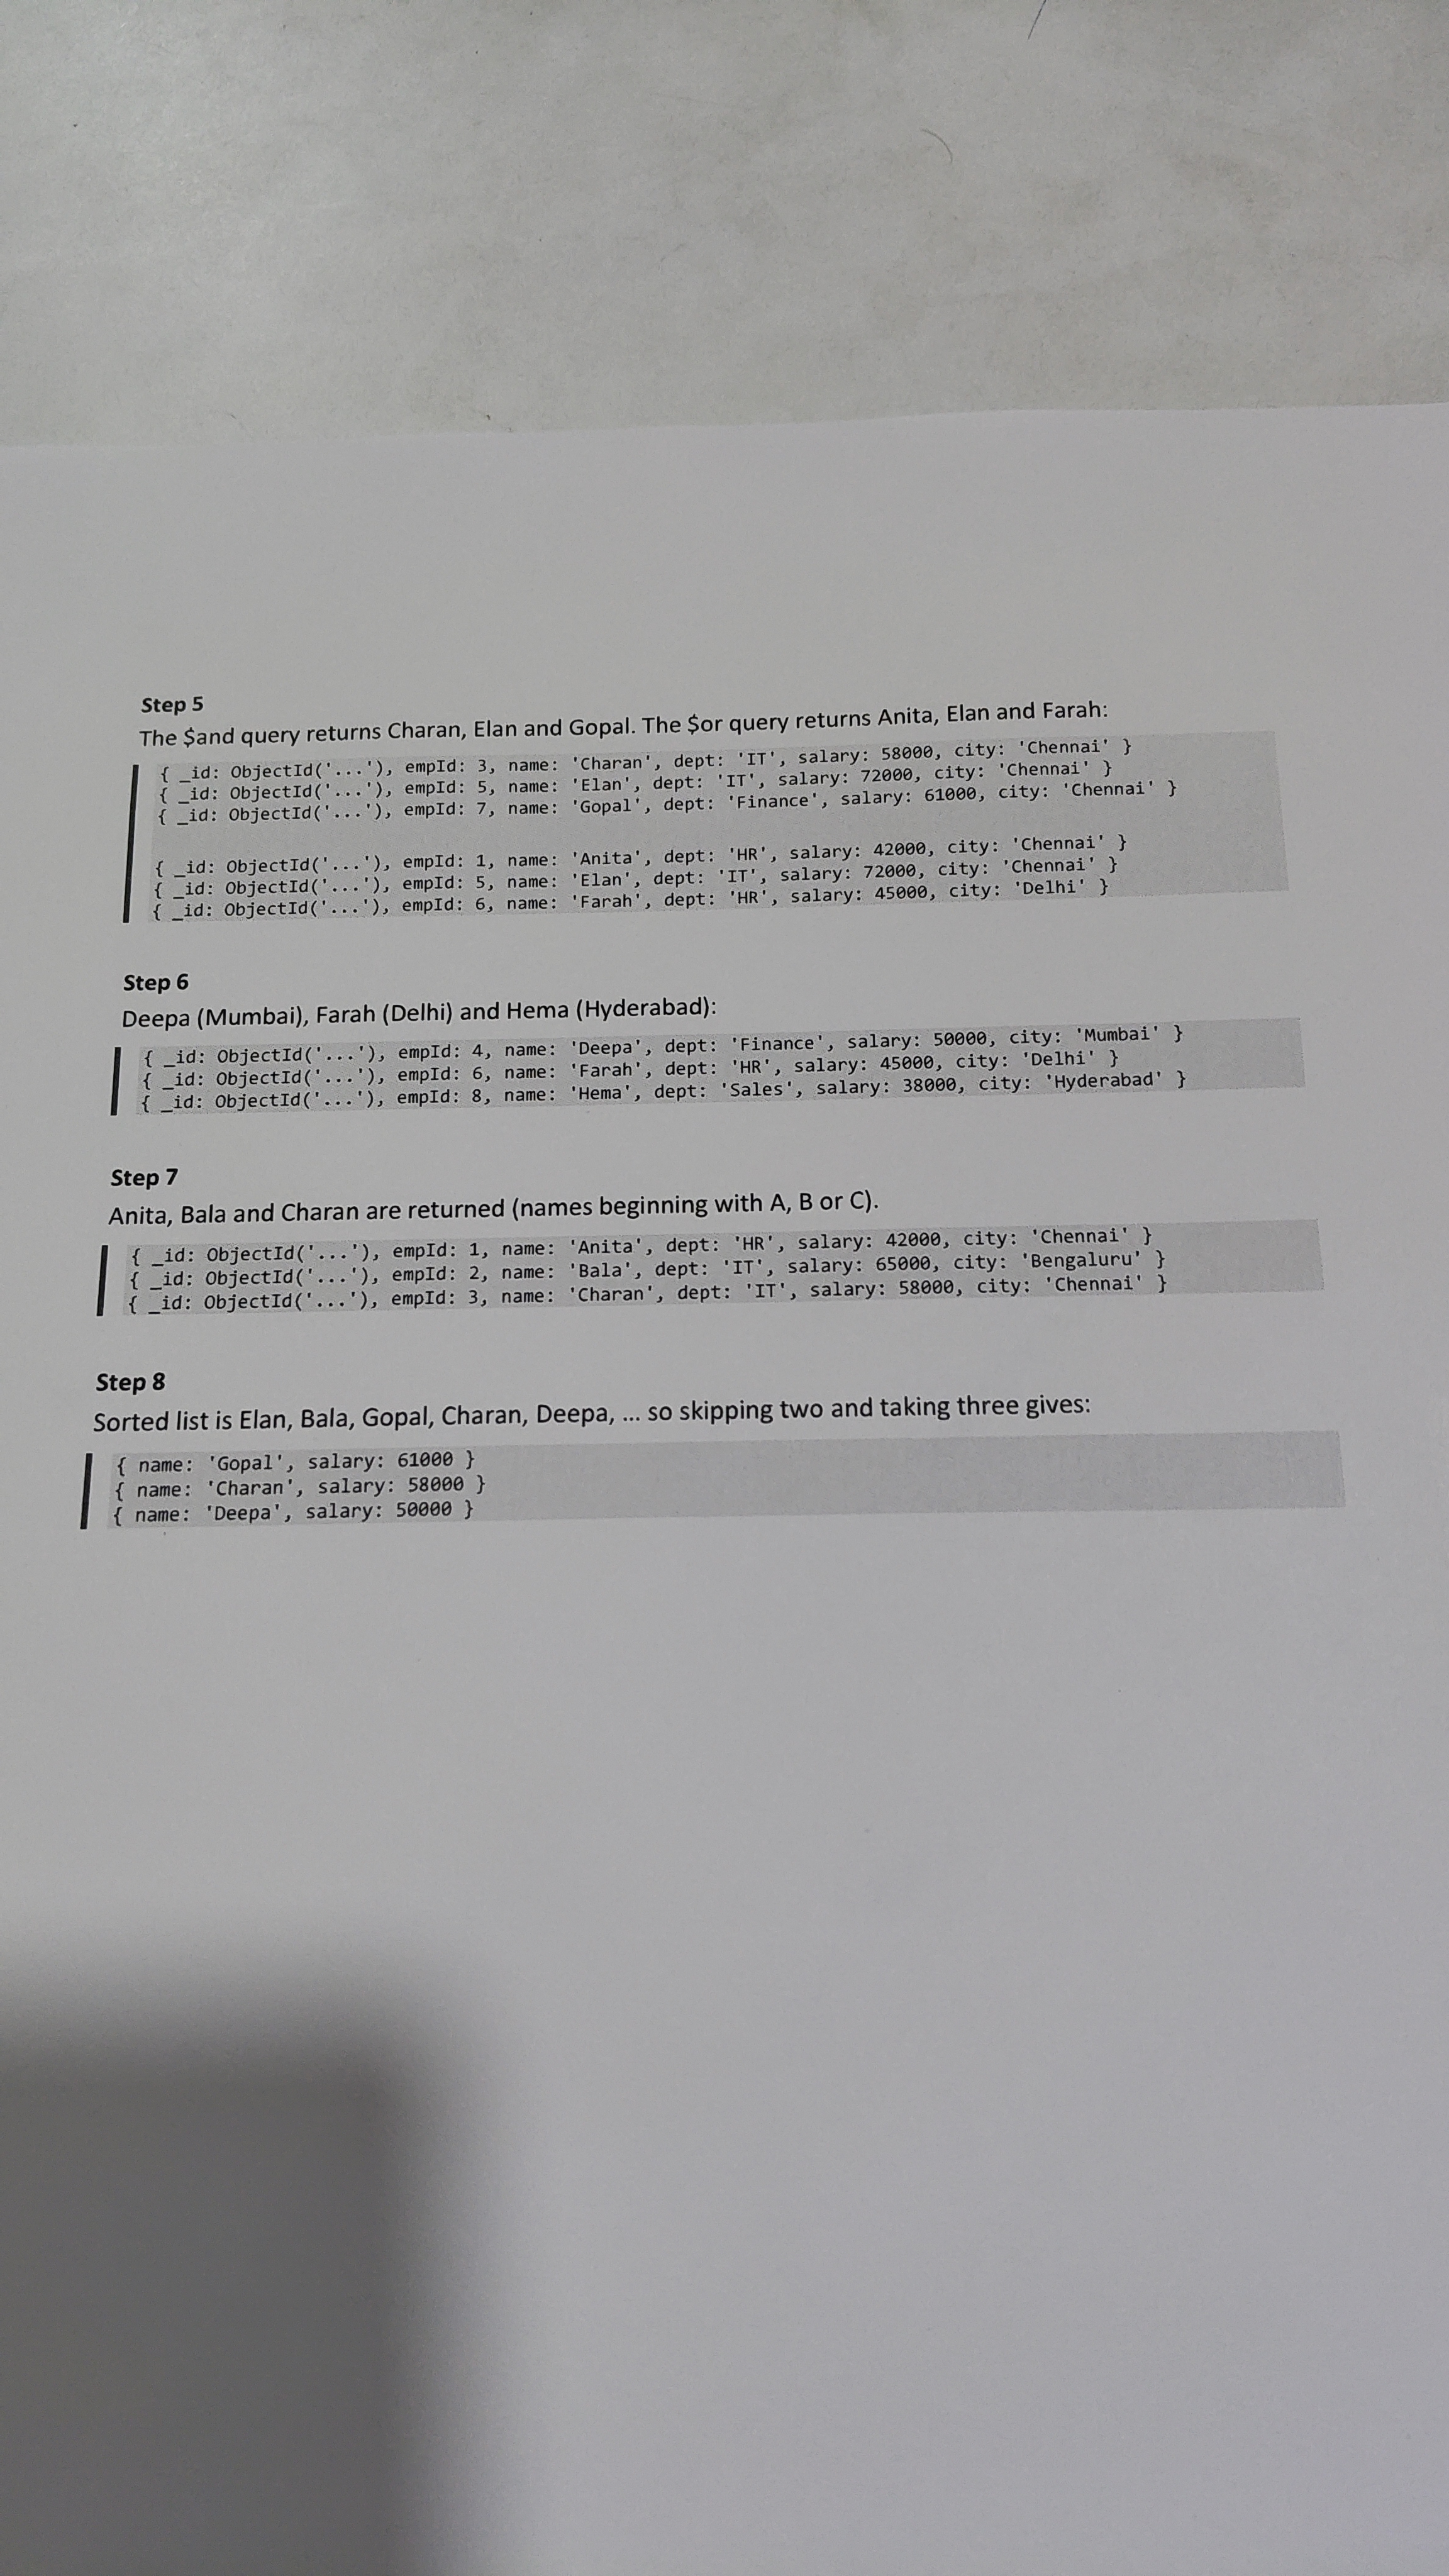 Step 5
The $and query returns Charan, Elan and Gopal. The $or query returns Anita, Elan and Farah:
{ _id: ObjectId('...'), empId: 3, name: 'Charan', dept: 'IT', salary: 58000, city: 'Chennai' }
{ _id: ObjectId('...'), empId: 5, name: 'Elan', dept: 'IT', salary: 72000, city: 'Chennai' }
{ _id: ObjectId('...'), empId: 7, name: 'Gopal', dept: 'Finance', salary: 61000, city: 'Chennai' }
{ _id: ObjectId('...'), empId: 1, name: 'Anita', dept: 'HR', salary: 42000, city: 'Chennai' }
{ _id: ObjectId('...'), empId: 5, name: 'Elan', dept: 'IT', salary: 72000, city: 'Chennai' }
{ _id: ObjectId('...'), empId: 6, name: 'Farah', dept: 'HR', salary: 45000, city: 'Delhi' }
Step 6
Deepa (Mumbai), Farah (Delhi) and Hema (Hyderabad):
{ _id: ObjectId('...'), empId: 4, name: 'Deepa', dept: 'Finance', salary: 50000, city: 'Mumbai' }
{ _id: ObjectId('...'), empId: 6, name: 'Farah', dept: 'HR', salary: 45000, city: 'Delhi' }
{ _id: ObjectId('...'), empId: 8, name: 'Hema', dept: 'Sales', salary: 38000, city: 'Hyderabad' }
Step 7
Anita, Bala and Charan are returned (names beginning with A, B or C).
{ _id: ObjectId('...'), empId: 1, name: 'Anita', dept: 'HR', salary: 42000, city: 'Chennai' }
{ _id: ObjectId('...'), empId: 2, name: 'Bala', dept: 'IT', salary: 65000, city: 'Bengaluru' }
{ _id: ObjectId('...'), empId: 3, name: 'Charan', dept: 'IT', salary: 58000, city: 'Chennai' }
Step 8
Sorted list is Elan, Bala, Gopal, Charan, Deepa, ... so skipping two and taking three gives:
{ name: 'Gopal', salary: 61000 }
{ name: 'Charan', salary: 58000 }
{ name: 'Deepa', salary: 50000 }